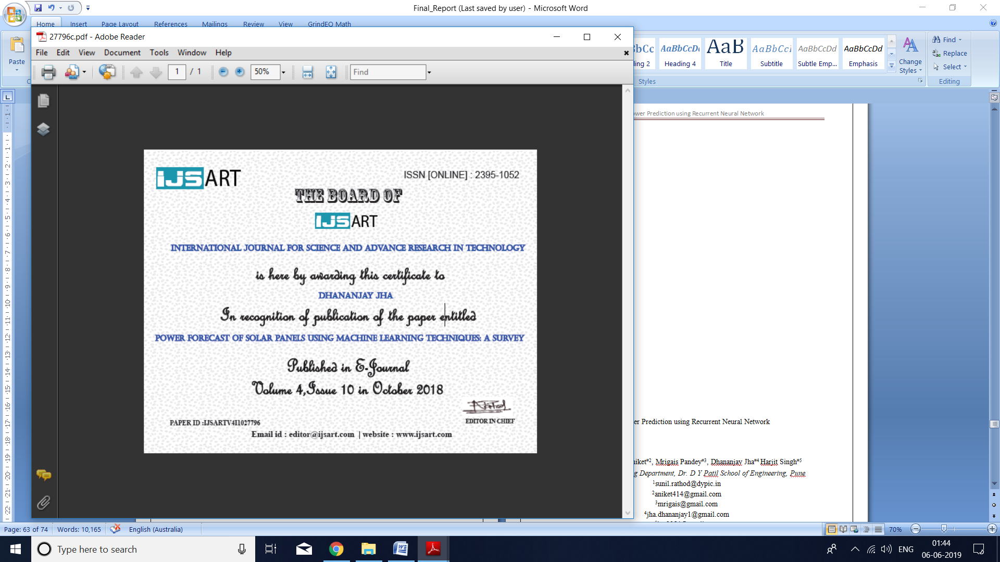 Final_Report (Last saved by user) - Microsoft Word
Home Insert Page Layout References Mailings Review View GrindEQ Math
27796c.pdf - Adobe Reader
File Edit View Document Tools Window Help
1 / 1 50% Find
Paste
AaBbCcDd AaB AaBbCcI AaBbCcDd AaBbCcDd
Heading 4 Title Subtitle Subtle Emp... Emphasis
Change Styles
Find
Replace
Select
Styles
Editing
IJSART
ISSN [ONLINE] : 2395-1052
THE BOARD OF
IJSART
INTERNATIONAL JOURNAL FOR SCIENCE AND ADVANCE RESEARCH IN TECHNOLOGY
is here by awarding this certificate to
DHANANJAY JHA
In recognition of publication of the paper entitled
POWER FORECAST OF SOLAR PANELS USING MACHINE LEARNING TECHNIQUES: A SURVEY
Published in E-Journal
Volume 4,Issue 10 in October 2018
EDITOR IN CHIEF
PAPER ID :IJSARTV4I1027796
Email id : editor@ijsart.com | website : www.ijsart.com
Prediction using Recurrent Neural Network
Prediction using Recurrent Neural Network
#2, Mrigais Pandey#3, Dhananjay Jha#4 Harjit Singh#5
Department, Dr. D Y Patil School of Engineering, Pune
1sunil.rathod@dypic.in
2aniket414@gmail.com
3mrigais@gmail.com
4jha.dhananjay1@gmail.com
Page: 63 of 74 Words: 10,165 English (Australia) 70%
Type here to search
ENG
01:44
06-06-2019